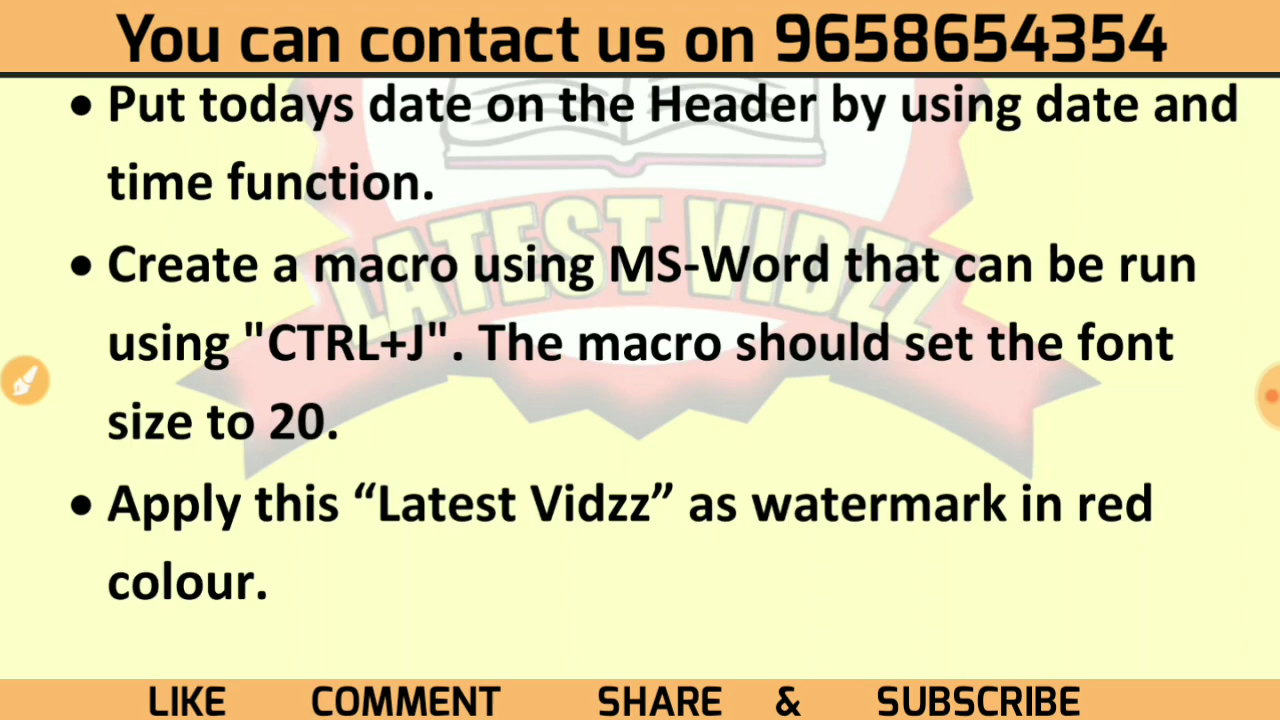 You can contact us on 9658654354
• Put todays date on the Header by using date and
time function.
• Create a macro using MS-Word that can be run
using "CTRL+J". The macro should set the font
size to 20.
• Apply this “Latest Vidzz” as watermark in red
colour.
LATEST VIDZZ
LIKE COMMENT SHARE & SUBSCRIBE